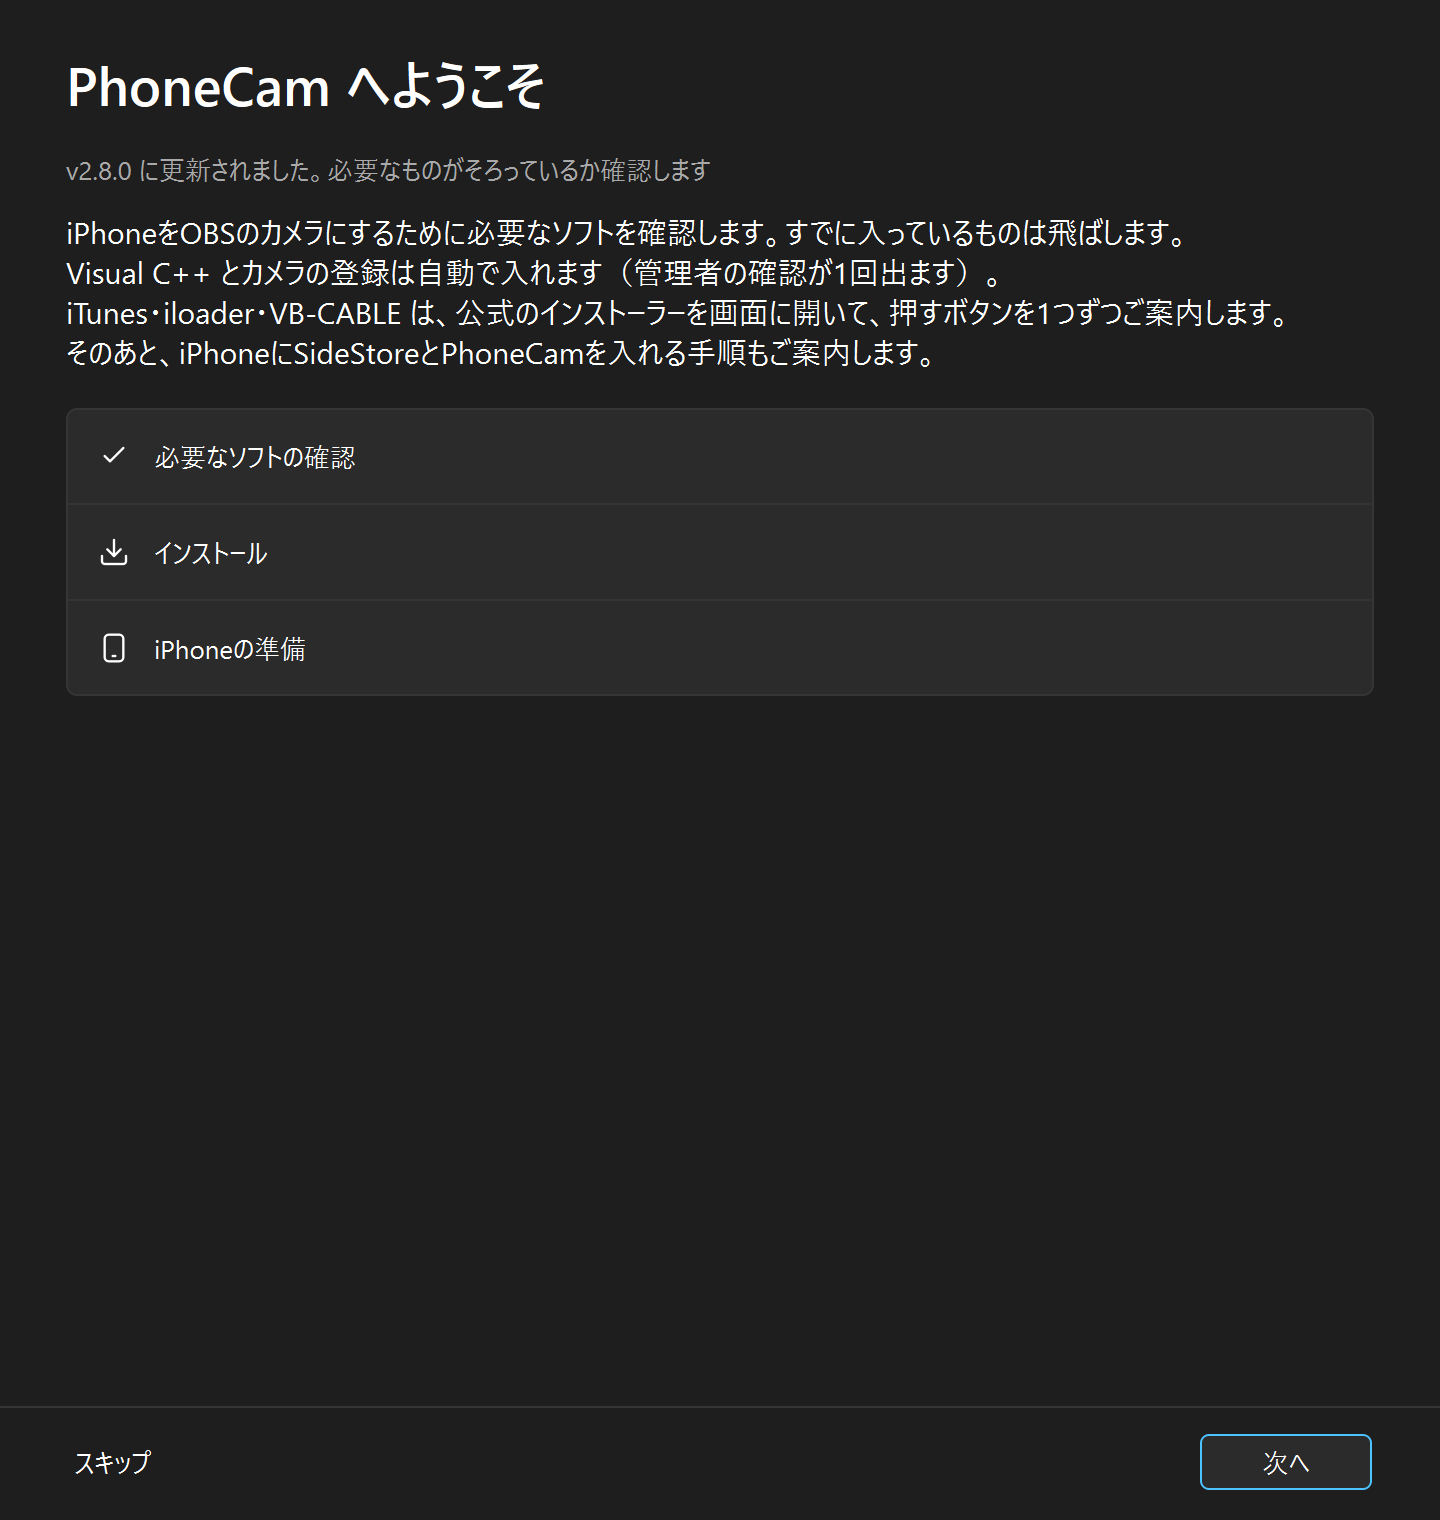 PhoneCam へようこそ
v2.8.0 に更新されました。必要なものがそろっているか確認します
iPhoneをOBSのカメラにするために必要なソフトを確認します。すでに入っているものは飛ばします。
Visual C++ とカメラの登録は自動で入れます（管理者の確認が1回出ます）。
iTunes・iloader・VB-CABLE は、公式のインストーラーを画面に開いて、押すボタンを1つずつご案内します。
そのあと、iPhoneにSideStoreとPhoneCamを入れる手順もご案内します。
必要なソフトの確認
インストール
iPhoneの準備
スキップ
次へ